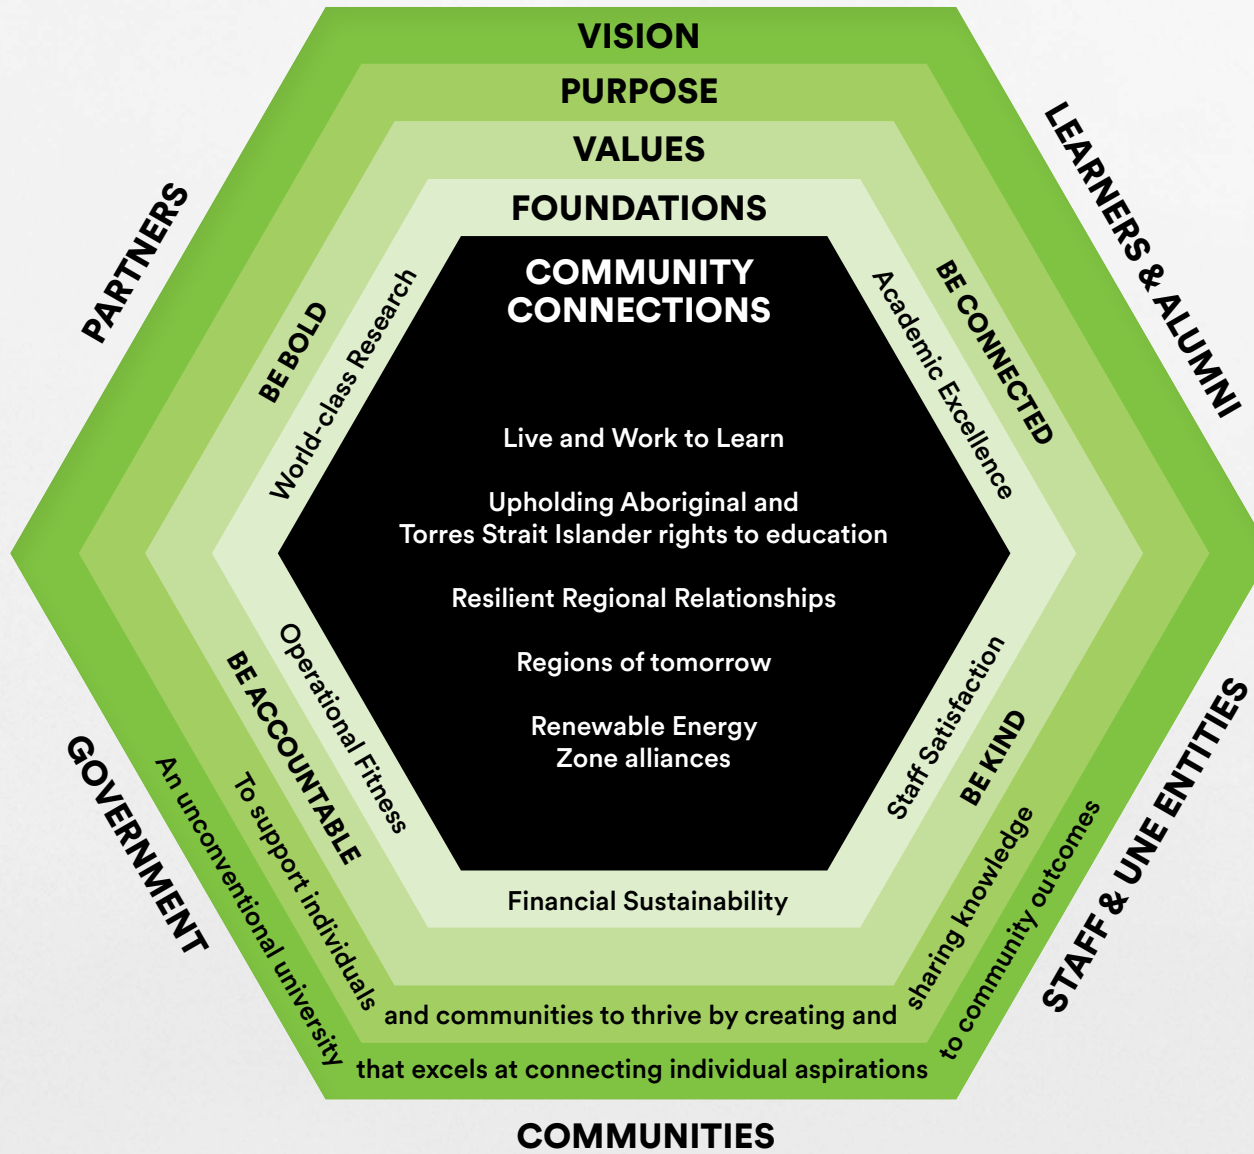 VISION
PURPOSE
VALUES
FOUNDATIONS
COMMUNITY
CONNECTIONS
Live and Work to Learn
Upholding Aboriginal and
Torres Strait Islander rights to education
Resilient Regional Relationships
Regions of tomorrow
Renewable Energy
Zone alliances
PARTNERS
LEARNERS & ALUMNI
BE BOLD
BE CONNECTED
World-class Research
Academic Excellence
Operational Fitness
Staff Satisfaction
BE ACCOUNTABLE
BE KIND
GOVERNMENT
STAFF & UNE ENTITIES
Financial Sustainability
To support individuals
and communities to thrive by creating and
sharing knowledge
An unconventional university
that excels at connecting individual aspirations
to community outcomes
COMMUNITIES